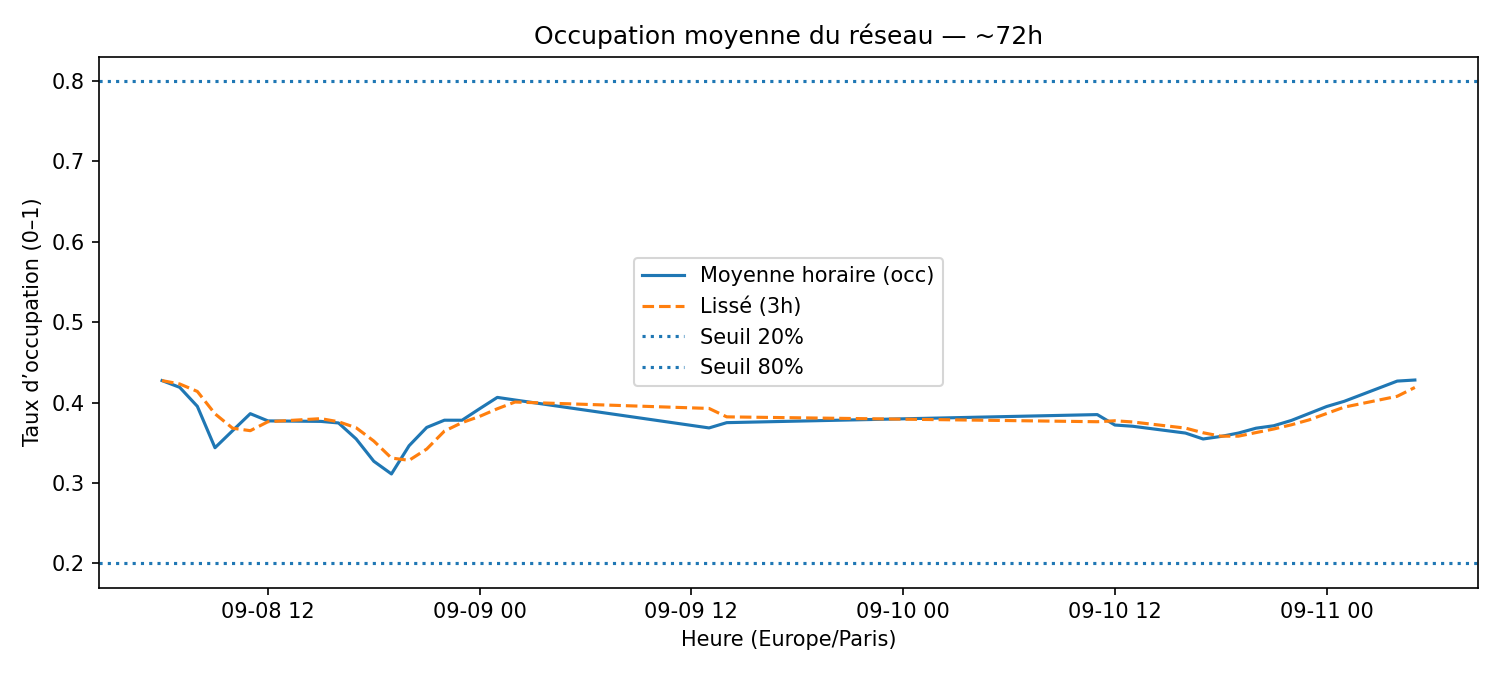 Occupation moyenne du réseau — ~72h
Taux d’occupation (0–1)
0.8
0.7
0.6
0.5
0.4
0.3
0.2
Moyenne horaire (occ)
Lissé (3h)
Seuil 20%
Seuil 80%
09-08 12
09-09 00
09-09 12
09-10 00
09-10 12
09-11 00
Heure (Europe/Paris)